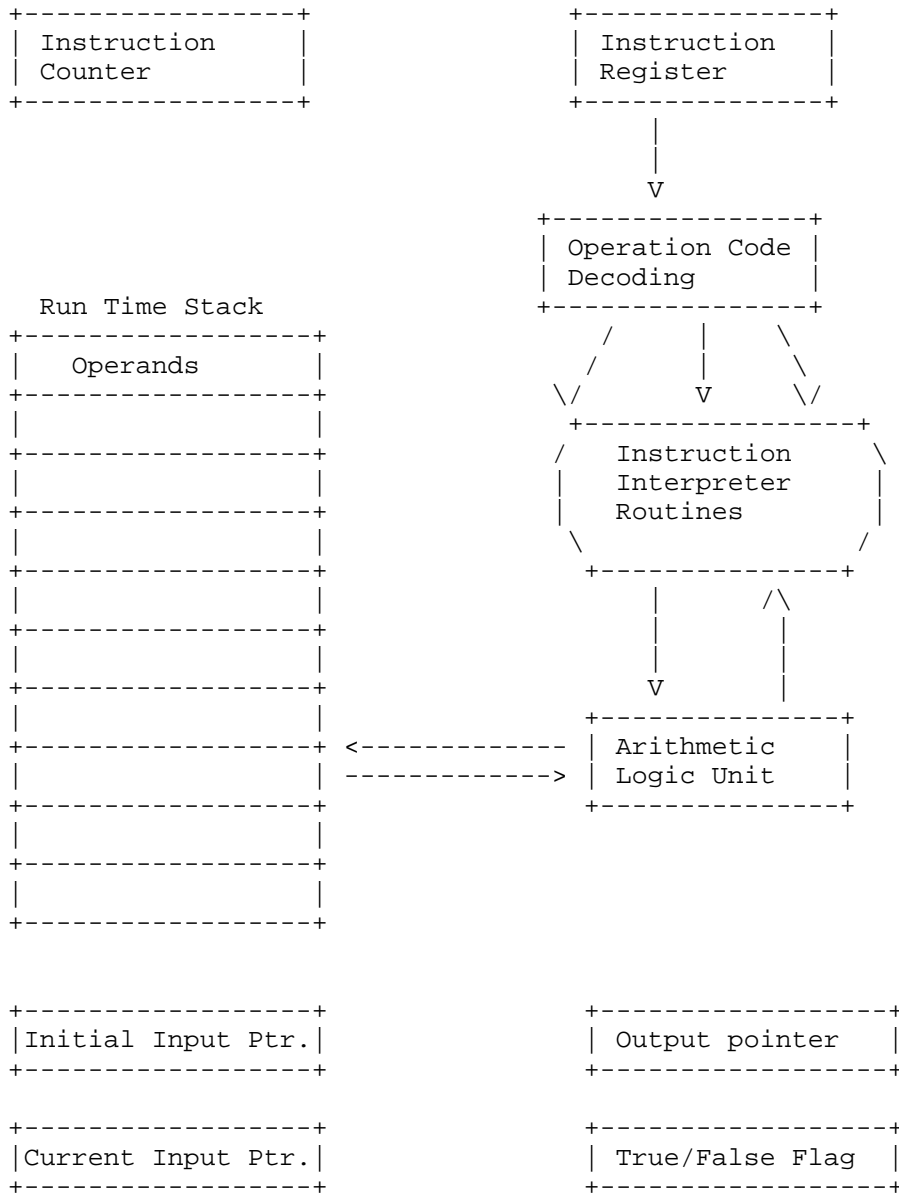 Instruction
Counter
Instruction
Register
Operation Code
Decoding
Run Time Stack
Operands
Instruction
Interpreter
Routines
Arithmetic
Logic Unit
Initial Input Ptr.
Output pointer
Current Input Ptr.
True/False Flag